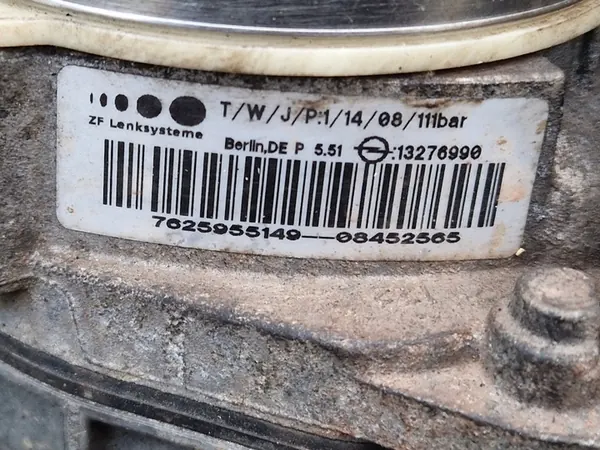 T/W/J/P:1/14/08/111bar
ZF Lenksysteme
Berlin,DE P 5.51 :13276990
7625955149--08452565